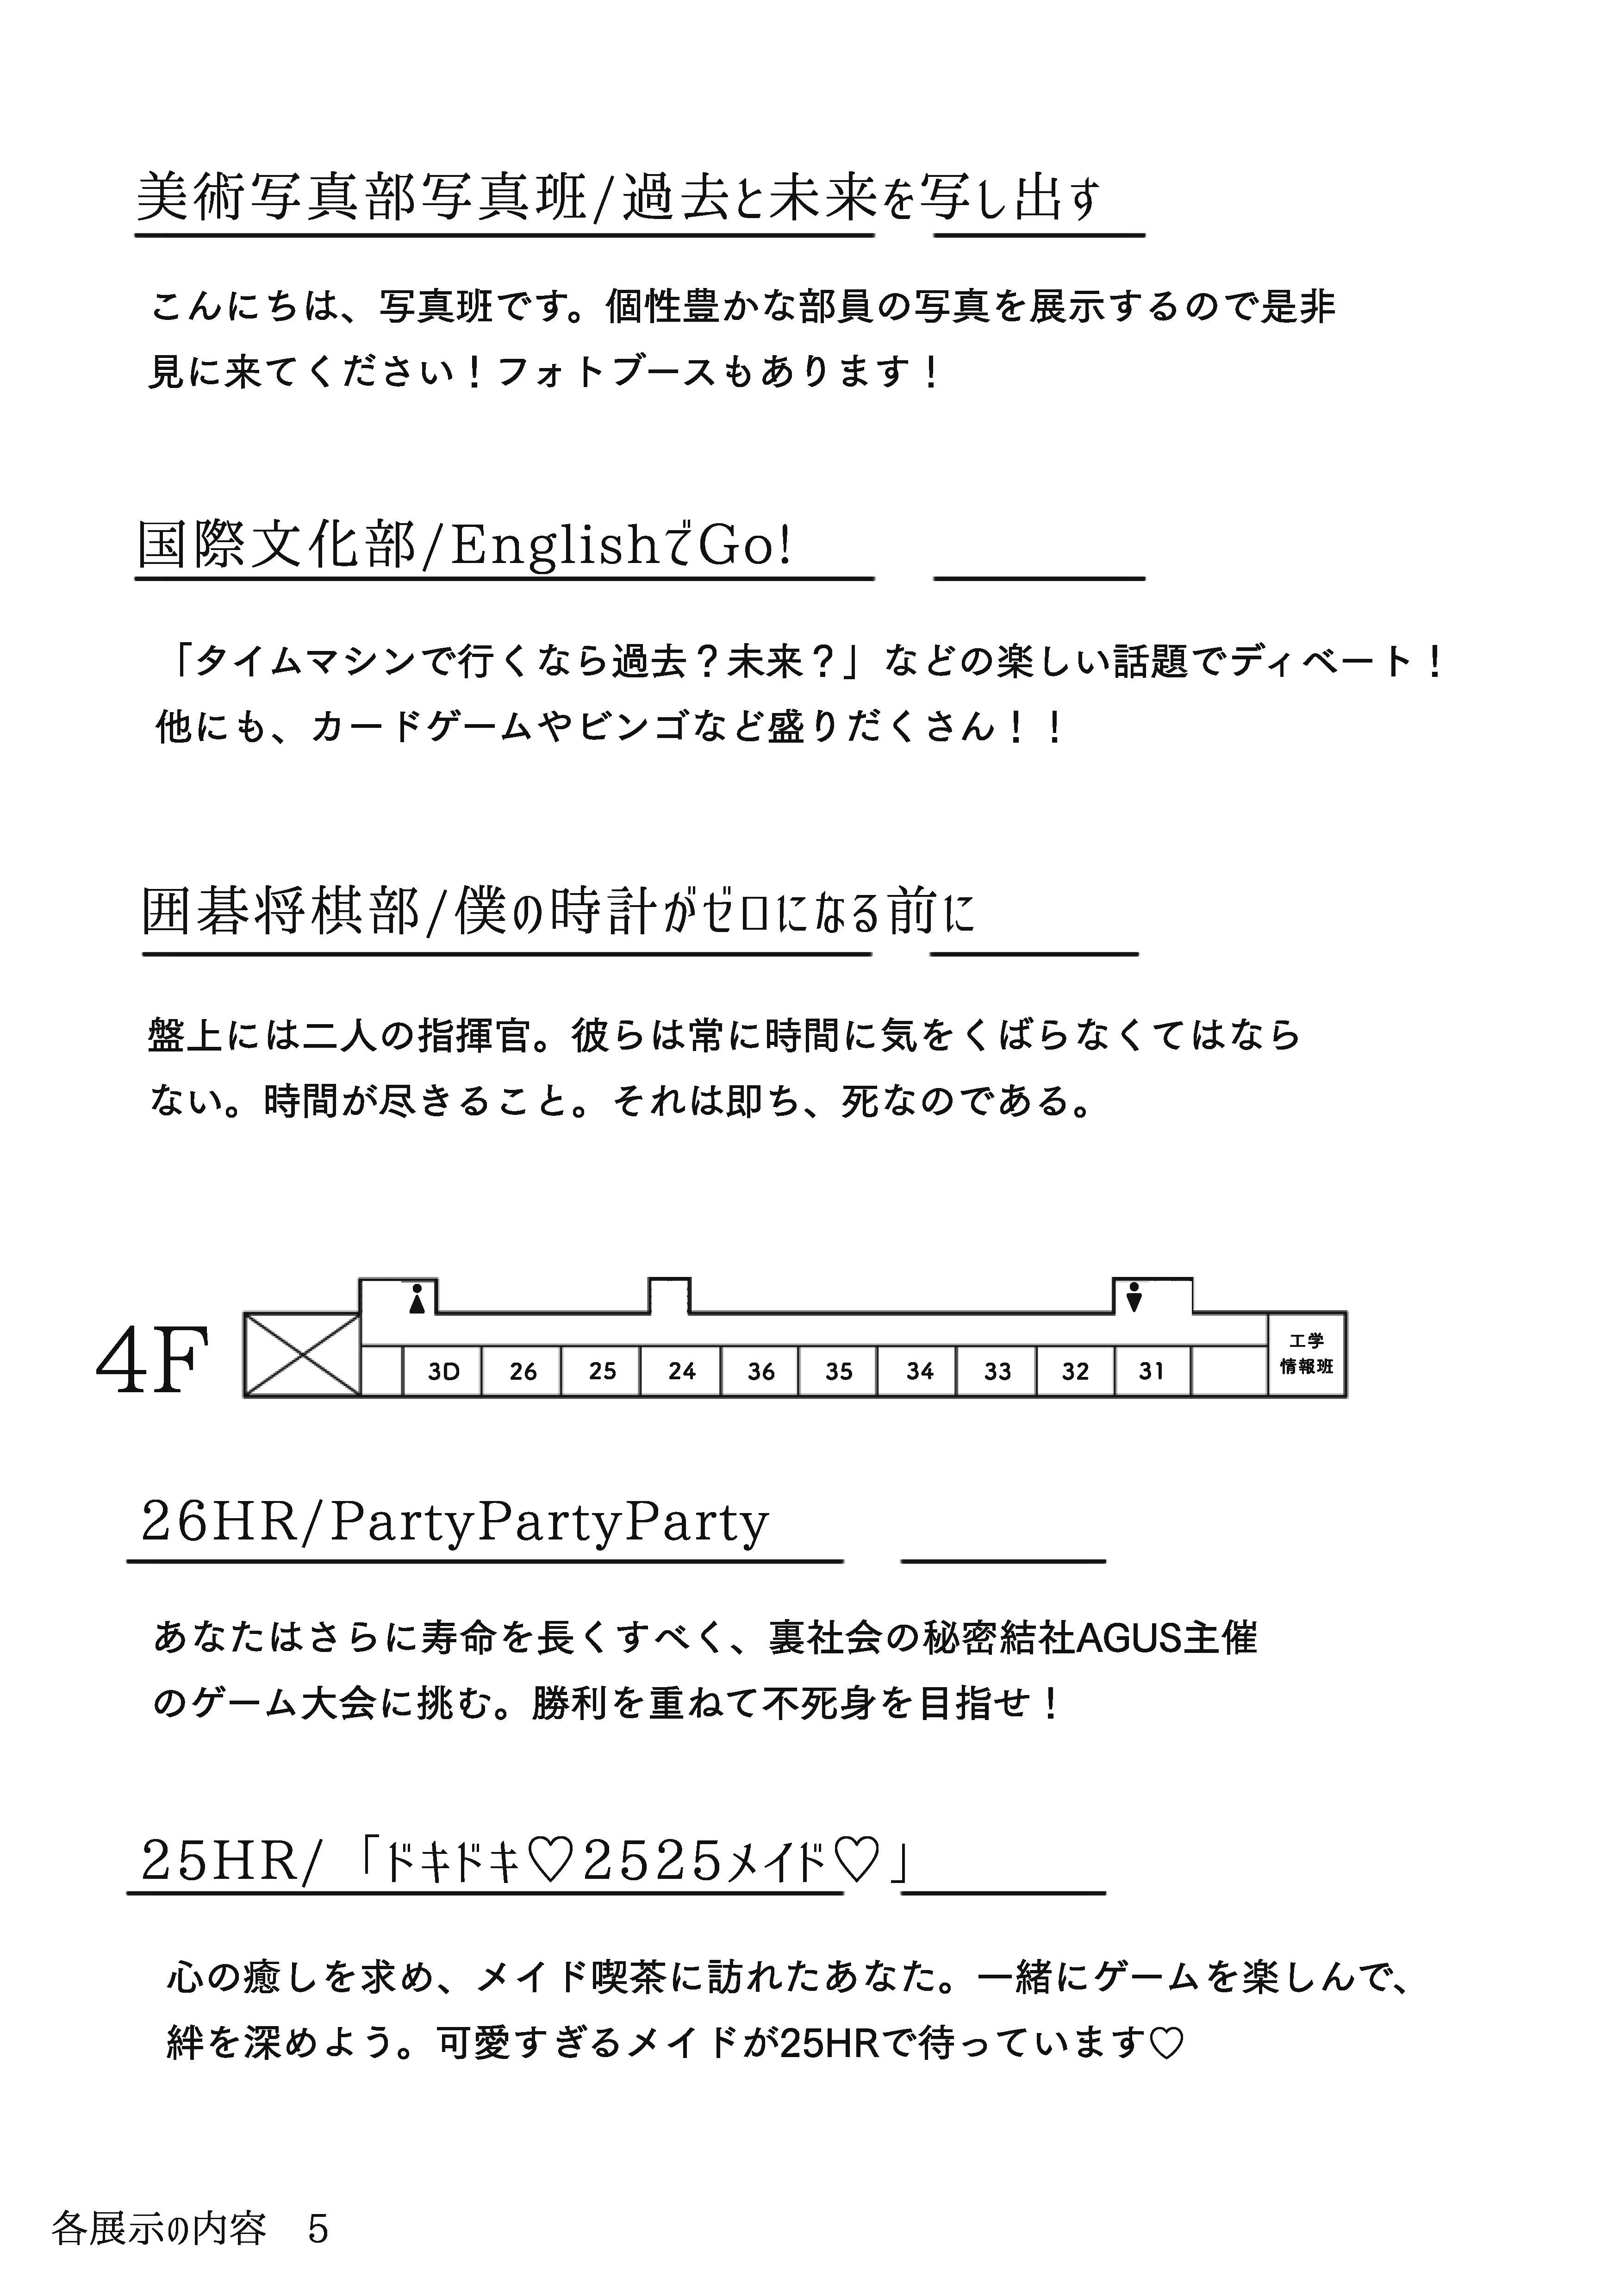 美術写真部写真班/過去と未来を写し出す
こんにちは、写真班です。個性豊かな部員の写真を展示するので是非
見に来てください！フォトブースもあります！
国際文化部/EnglishでGo!
「タイムマシンで行くなら過去？未来？」などの楽しい話題でディベート！
他にも、カードゲームやビンゴなど盛りだくさん！！
囲碁将棋部/僕の時計がゼロになる前に
盤上には二人の指揮官。彼らは常に時間に気をくばらなくてはなら
ない。時間が尽きること。それは即ち、死なのである。
4F
3D 26 25 24 36 35 34 33 32 31
工学
情報班
26HR/PartyPartyParty
あなたはさらに寿命を長くすべく、裏社会の秘密結社AGUS主催
のゲーム大会に挑む。勝利を重ねて不死身を目指せ！
25HR/「ドキドキ♡2525メイド♡」
心の癒しを求め、メイド喫茶に訪れたあなた。一緒にゲームを楽しんで、
絆を深めよう。可愛すぎるメイドが25HRで待っています♡
各展示の内容　5